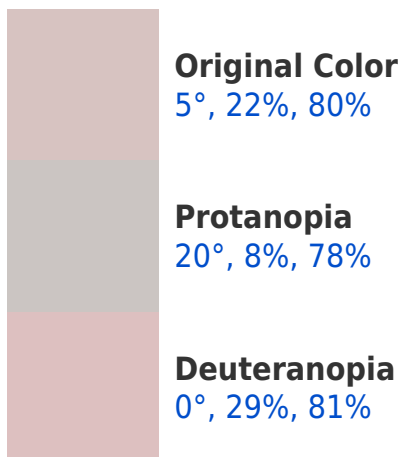 Original Color
5°, 22%, 80%
Protanopia
20°, 8%, 78%
Deuteranopia
0°, 29%, 81%